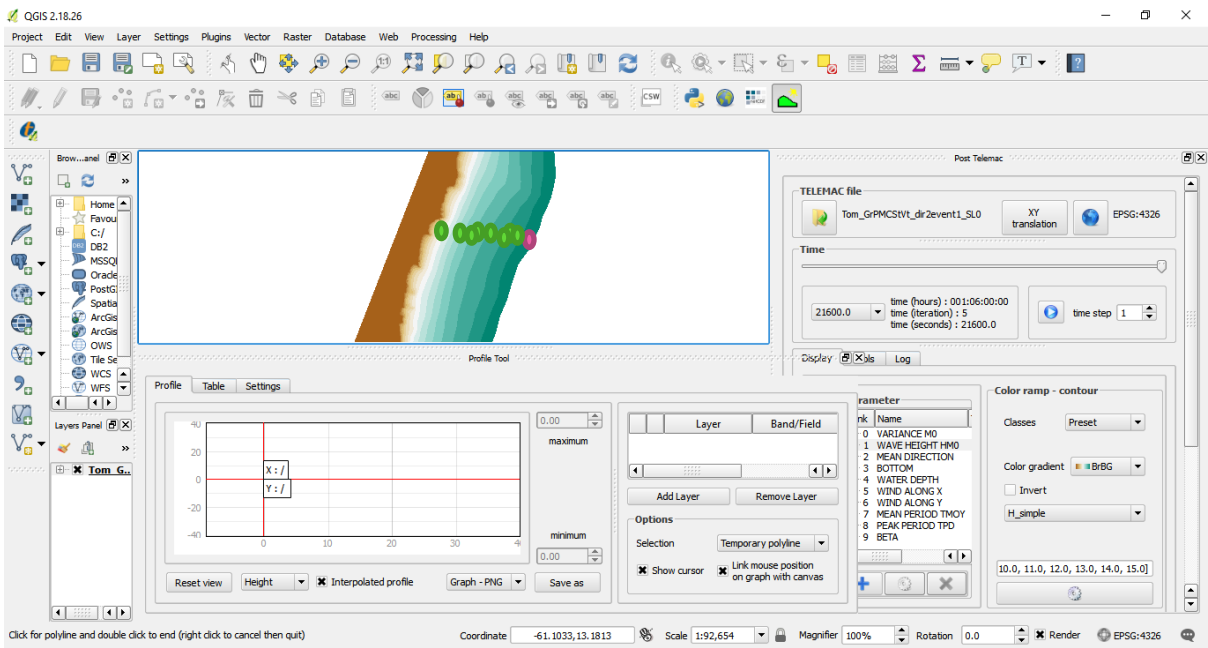 QGIS 2.18.26
Project Edit View Layer Settings Plugins Vector Raster Database Web Processing Help
CSW
Brow...anel
»
Home
Favou
C:/
DB2
MSSQ
Oracle
PostG
Spatia
ArcGis
ArcGis
OWS
Tile Se
WCS
WFS
Layers Panel
»
Tom_G..
Profile Tool
Profile Table Settings
40
20
0
-20
-40
0 10 20 30 4
X : /
Y : /
0.00
maximum
minimum
0.00
Reset view Height Interpolated profile Graph - PNG Save as
Layer Band/Field
Add Layer Remove Layer
Options
Selection Temporary polyline
Show cursor Link mouse position
on graph with canvas
Post Telemac
TELEMAC file
Tom_GrPMCStVt_dir2event1_SL0 XY
translation EPSG:4326
Time
21600.0
time (hours) : 001:06:00:00
time (iteration) : 5
time (seconds) : 21600.0
time step 1
Display Log
rameter
Name
0 VARIANCE M0
1 WAVE HEIGHT HM0
2 MEAN DIRECTION
3 BOTTOM
4 WATER DEPTH
5 WIND ALONG X
6 WIND ALONG Y
7 MEAN PERIOD TMOY
8 PEAK PERIOD TPD
9 BETA
Color ramp - contour
Classes Preset
Color gradient BrBG
Invert
H_simple
10.0, 11.0, 12.0, 13.0, 14.0, 15.0]
Click for polyline and double click to end (right click to cancel then quit)
Coordinate -61.1033,13.1813 Scale 1:92,654 Magnifier 100% Rotation 0.0 Render EPSG:4326